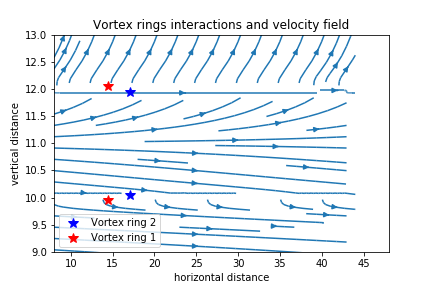 Vortex rings interactions and velocity field
vertical distance
13.0
12.5
12.0
11.5
11.0
10.5
10.0
9.5
9.0
Vortex ring 2
Vortex ring 1
10 15 20 25 30 35 40 45
horizontal distance